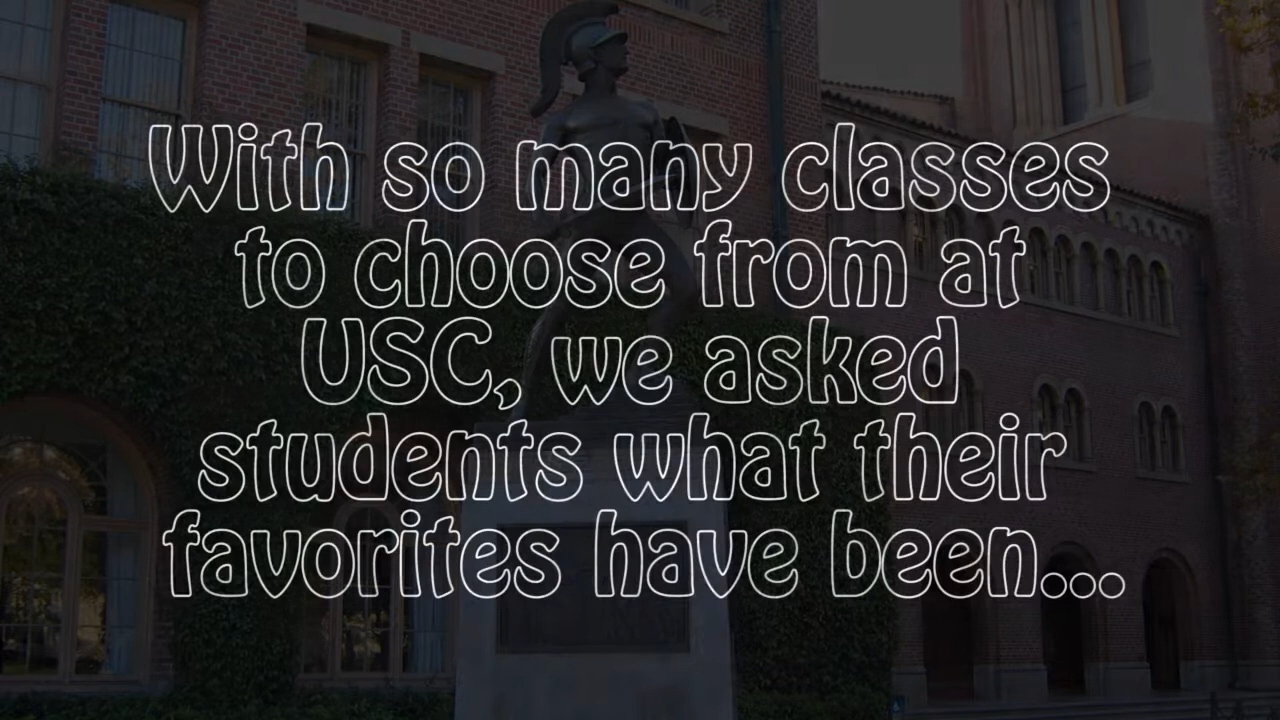 With so many classes
to choose from at
USC, we asked
students what their
favorites have been...